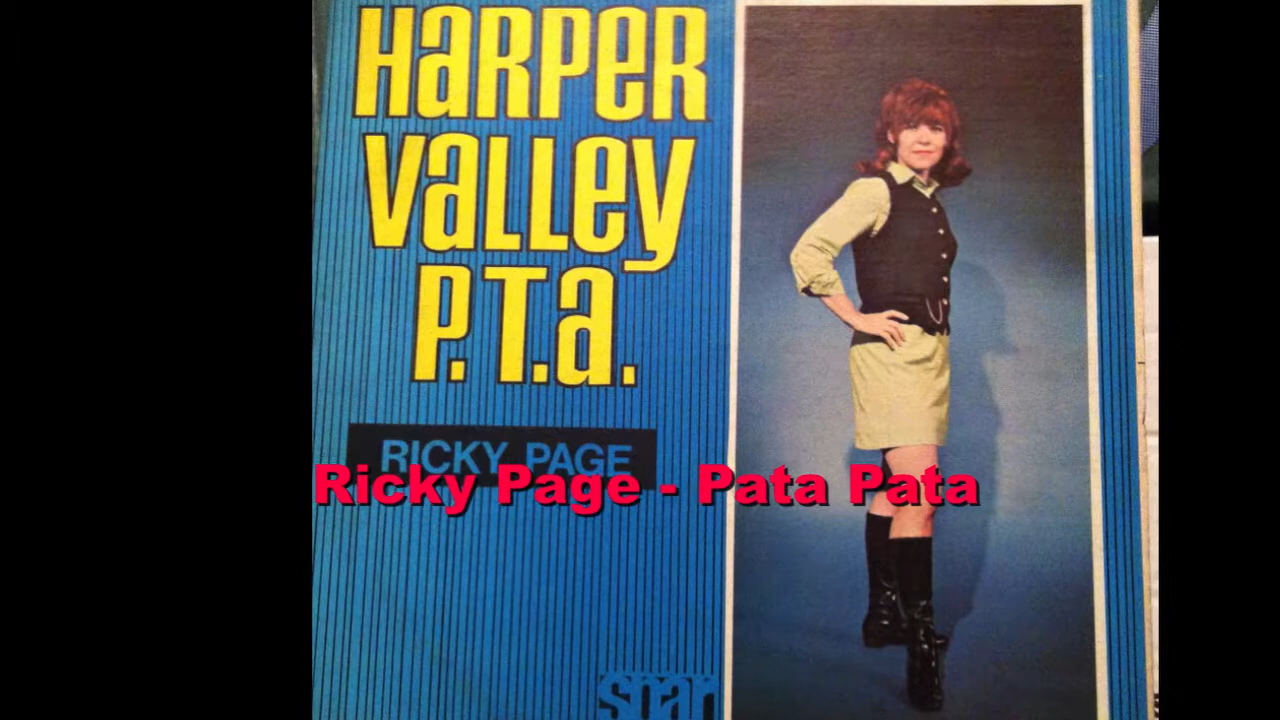 HaRPeR
VaLLey
P.T.a.
RICKY PAGE
Ricky Page - Pata Pata